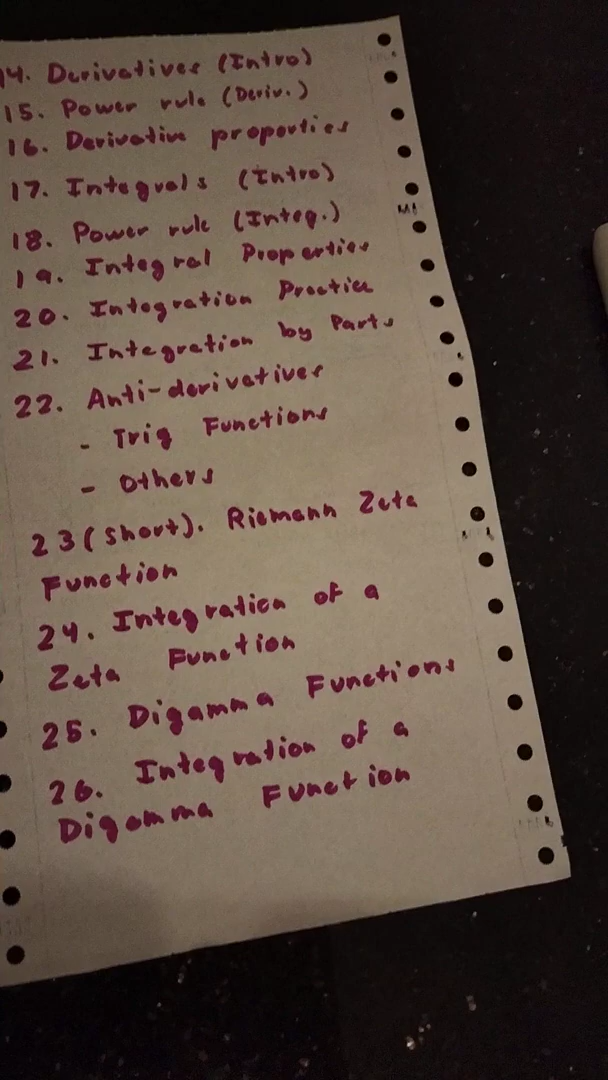 14. Derivatives (Intro)
15. Power rule (Deriv.)
16. Derivative properties
17. Integrals (Intro)
18. Power rule (Integ.)
19. Integral Properties
20. Integration Practice
21. Integration by Parts
22. Anti-derivatives
- Trig Functions
- Others
23(short). Riemann Zeta
Function
24. Integration of a
Zeta Function
25. Digamma Functions
26. Integration of a
Digamma Function